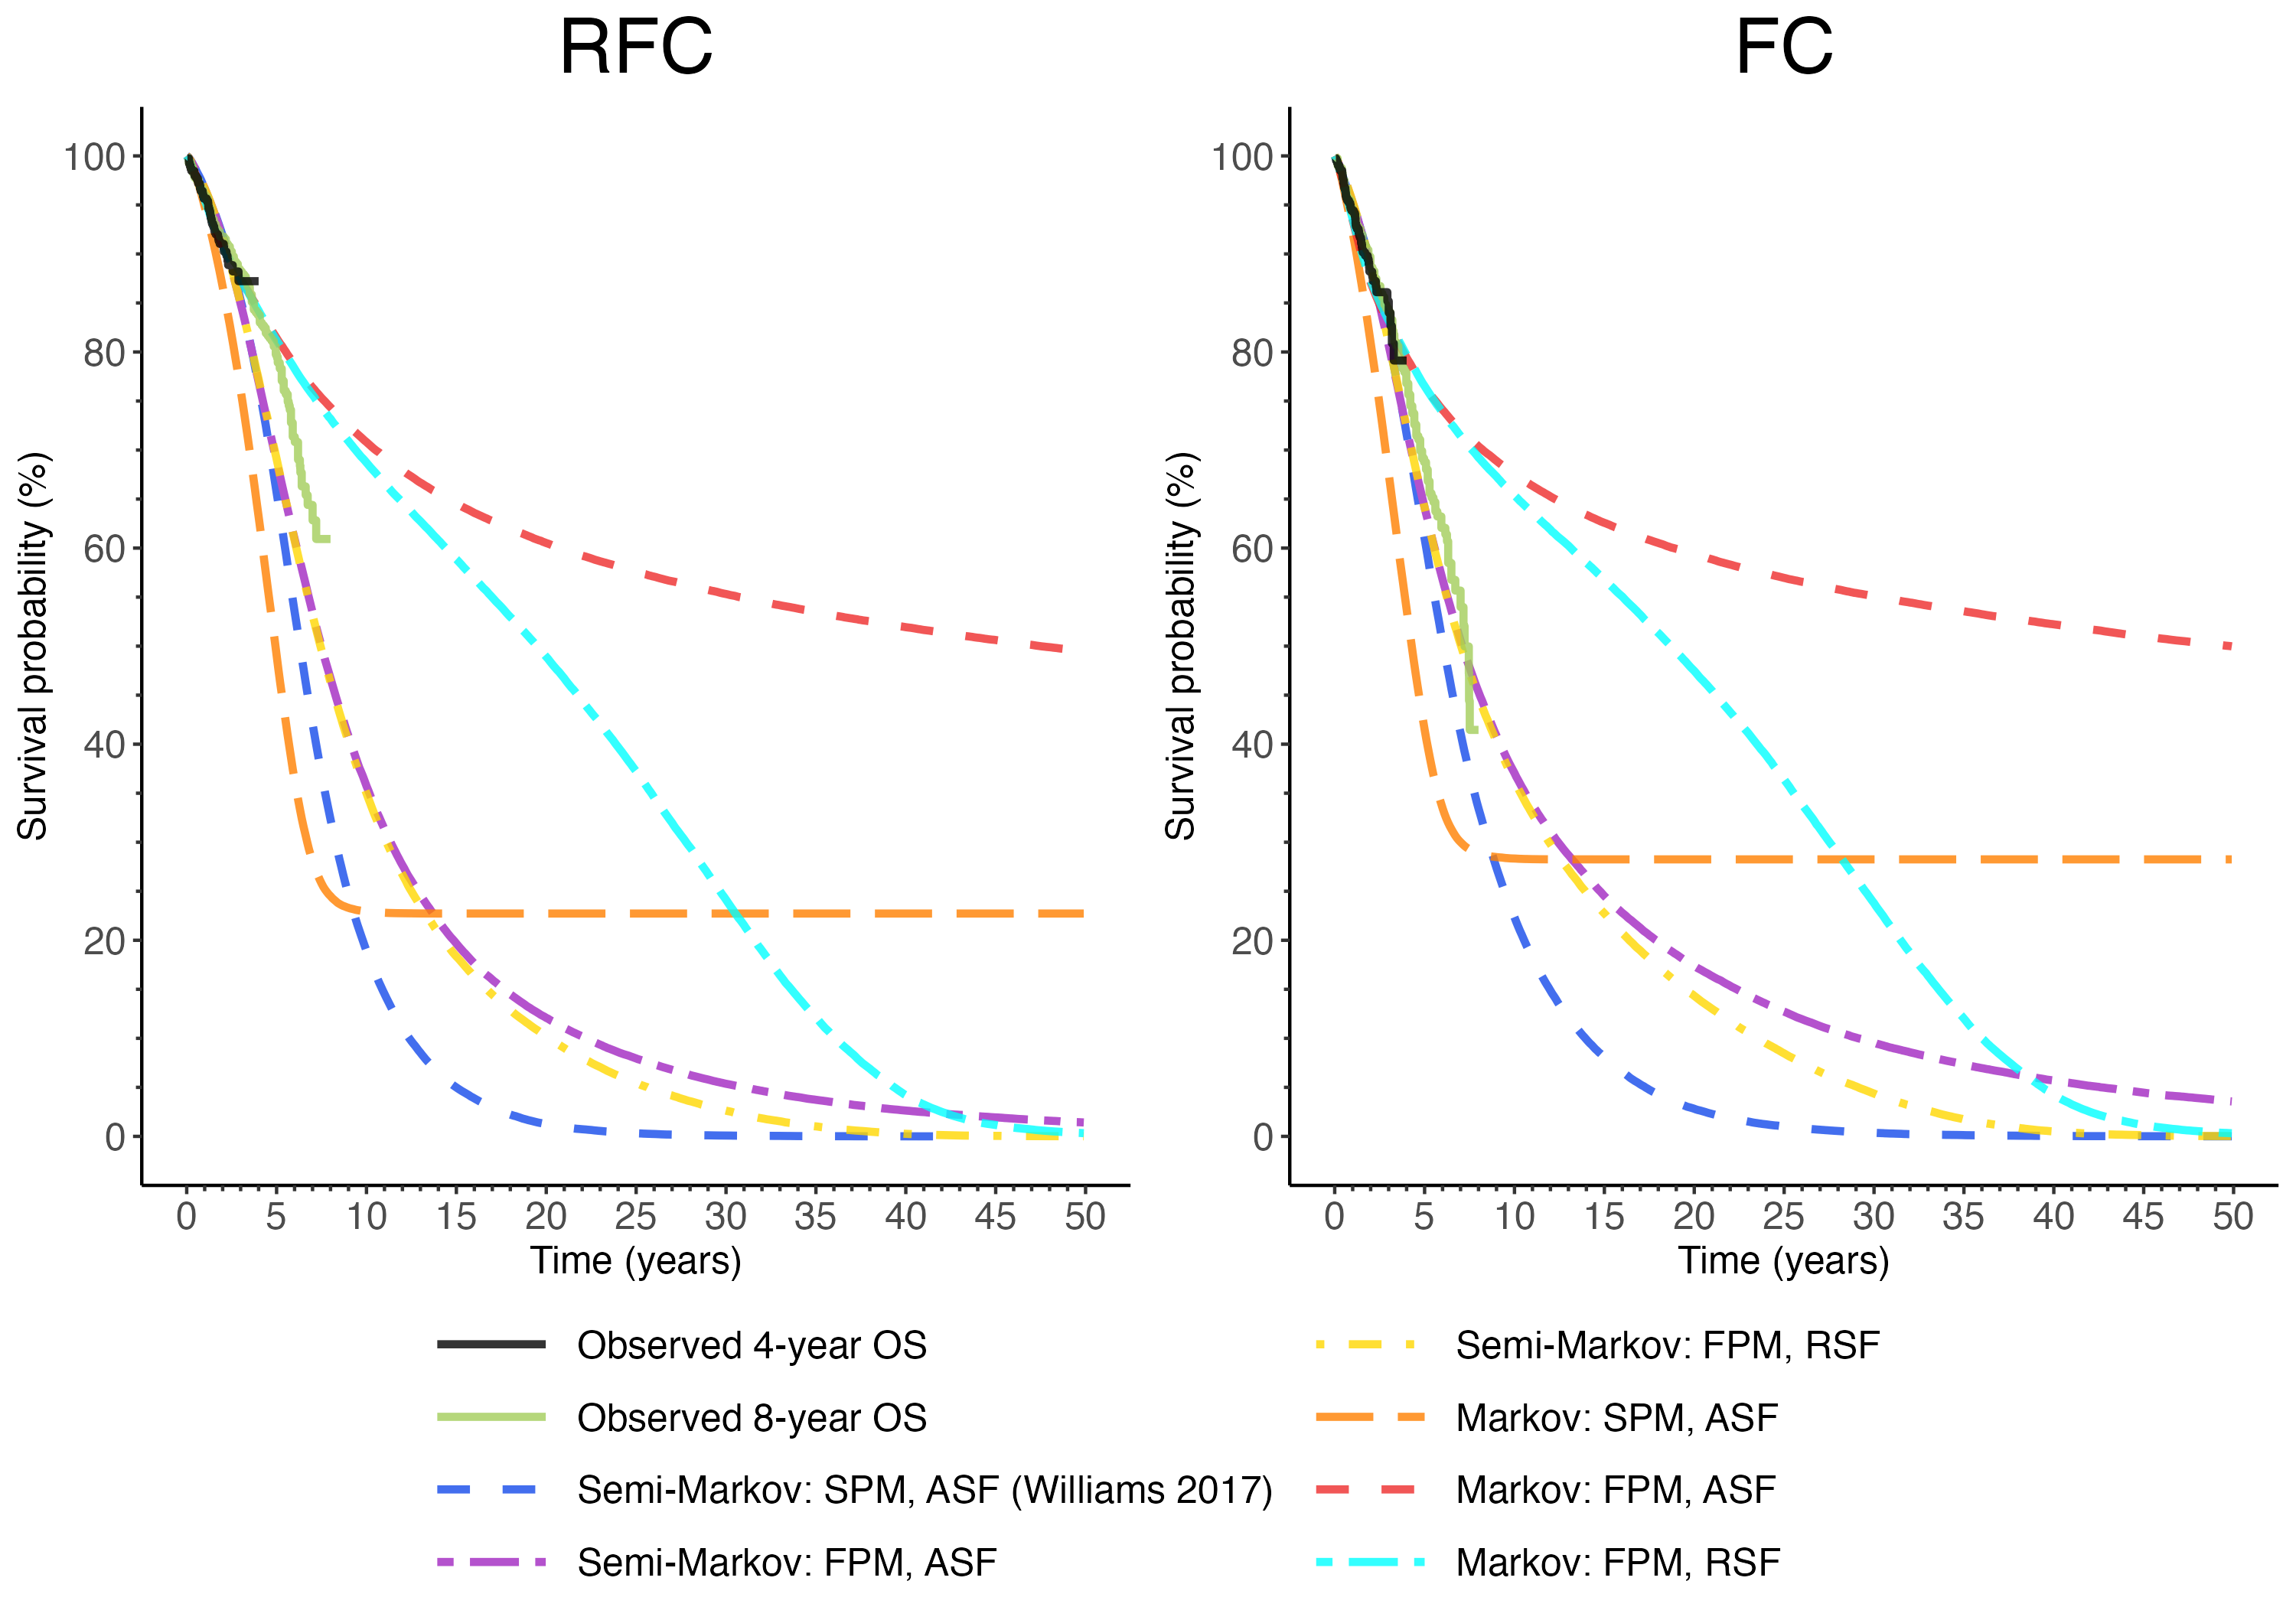 RFC
FC
Survival probability (%)
100
80
60
40
20
0
0 5 10 15 20 25 30 35 40 45 50
Time (years)
Survival probability (%)
100
80
60
40
20
0
0 5 10 15 20 25 30 35 40 45 50
Time (years)
Observed 4-year OS
Observed 8-year OS
Semi-Markov: SPM, ASF (Williams 2017)
Semi-Markov: FPM, ASF
Semi-Markov: FPM, RSF
Markov: SPM, ASF
Markov: FPM, ASF
Markov: FPM, RSF